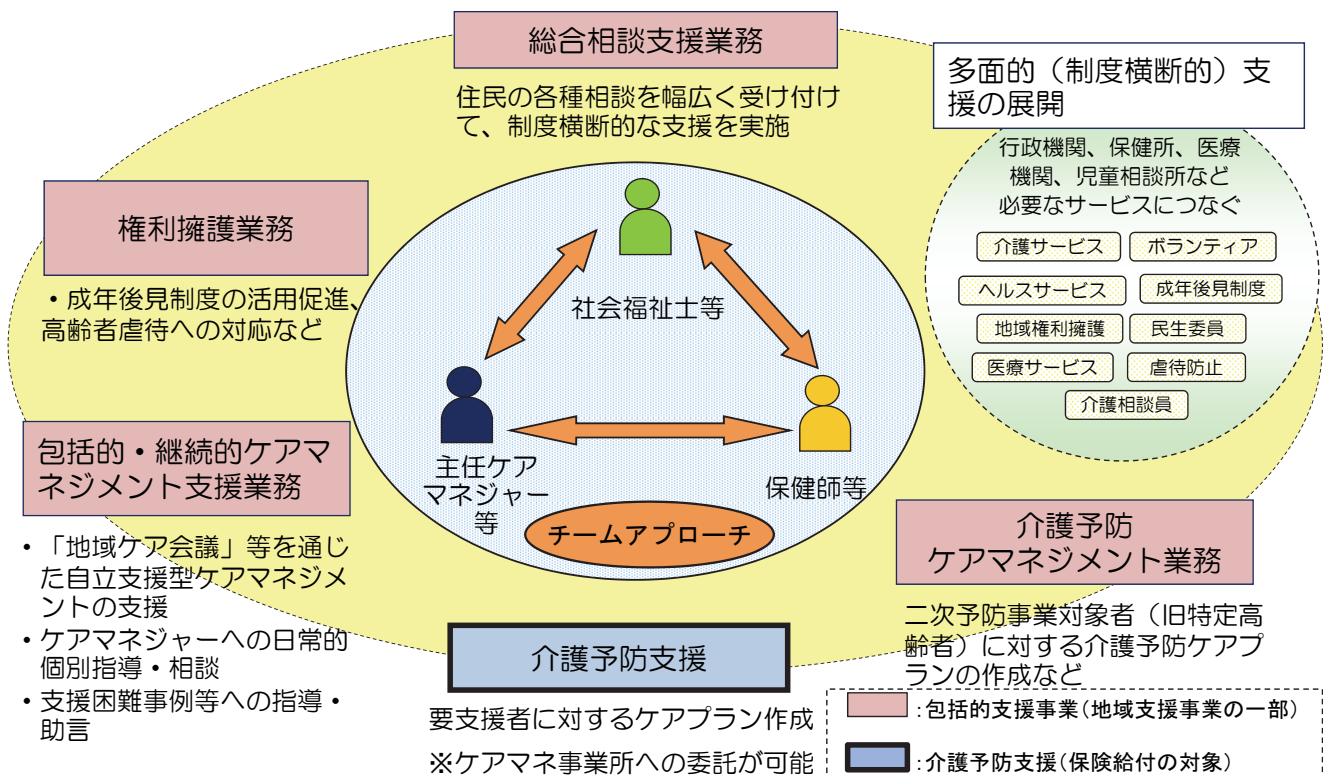 総合相談支援業務
住民の各種相談を幅広く受け付け
て、制度横断的な支援を実施
多面的（制度横断的）支
援の展開
行政機関、保健所、医療
機関、児童相談所など
必要なサービスにつなぐ
介護サービス
ボランティア
ヘルスサービス
成年後見制度
地域権利擁護
民生委員
医療サービス
虐待防止
介護相談員
権利擁護業務
・成年後見制度の活用促進、
高齢者虐待への対応など
社会福祉士等
主任ケア
マネジャー
等
保健師等
チームアプローチ
包括的・継続的ケアマ
ネジメント支援業務
・「地域ケア会議」等を通じ
た自立支援型ケアマネジメ
ントの支援
・ケアマネジャーへの日常的
個別指導・相談
・支援困難事例等への指導・
助言
介護予防
ケアマネジメント業務
二次予防事業対象者（旧特定高
齢者）に対する介護予防ケアプ
ランの作成など
介護予防支援
要支援者に対するケアプラン作成
※ケアマネ事業所への委託が可能
：包括的支援事業（地域支援事業の一部）
：介護予防支援（保険給付の対象）